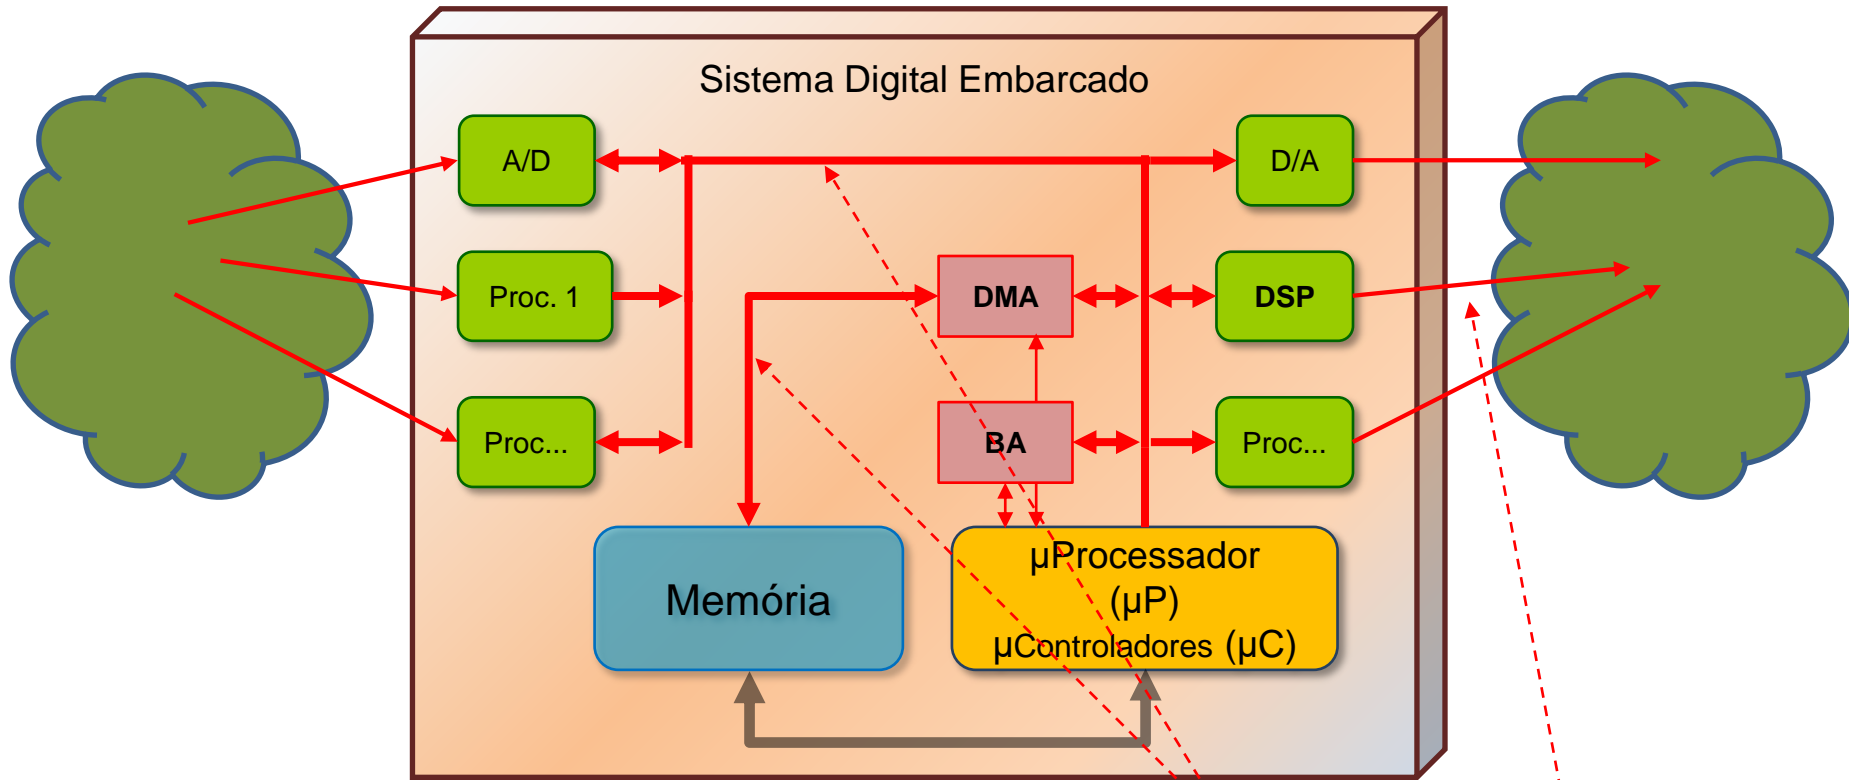 Sistema Digital Embarcado
A/D
D/A
Proc. 1
DMA
DSP
Proc...
BA
Proc...
Memória
µProcessador
(µP)
µControladores (µC)